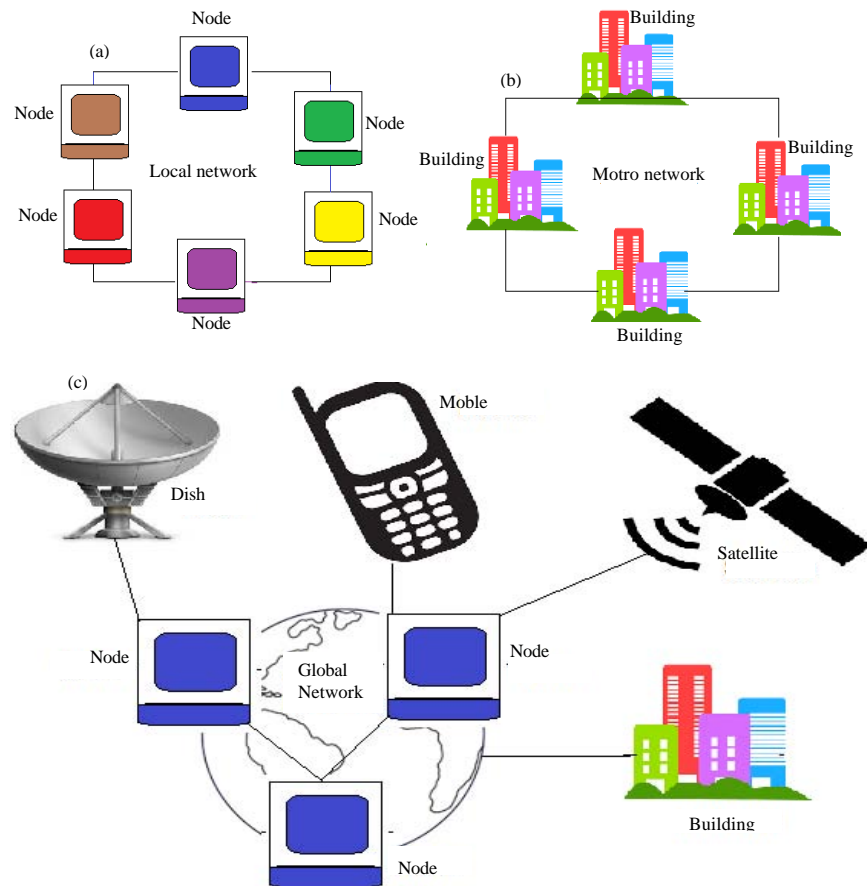 Node
(a)
Node
Node
Local network
Node
Node
Node
Building
(b)
Building
Building
Motro network
Building
(c)
Moble
Dish
Satellite
Node
Node
Global
Network
Building
Node